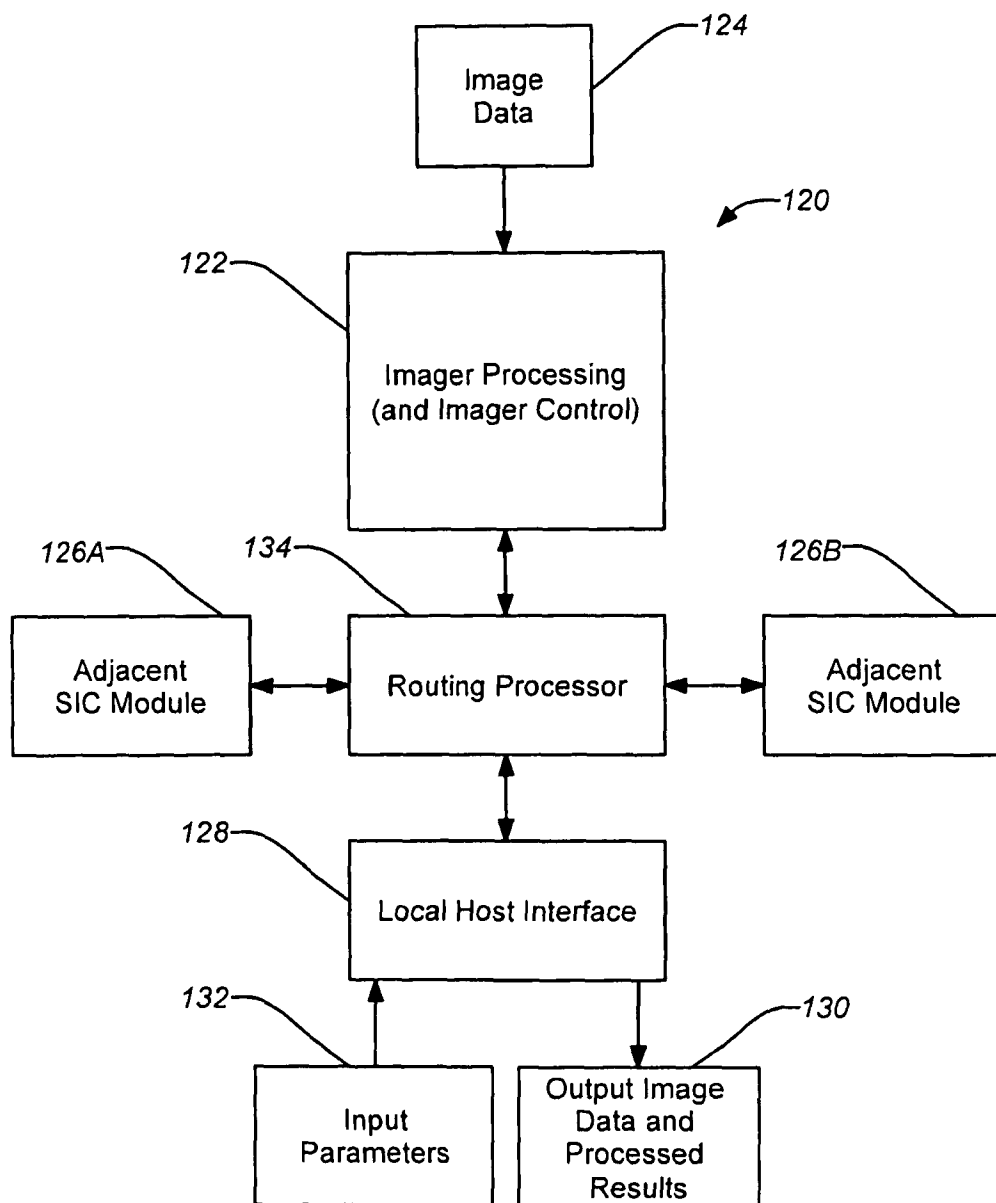 124
Image
Data
120
122
Imager Processing
(and Imager Control)
126A
134
126B
Adjacent
SIC Module
Routing Processor
Adjacent
SIC Module
128
Local Host Interface
132
130
Input
Parameters
Output Image
Data and
Processed
Results